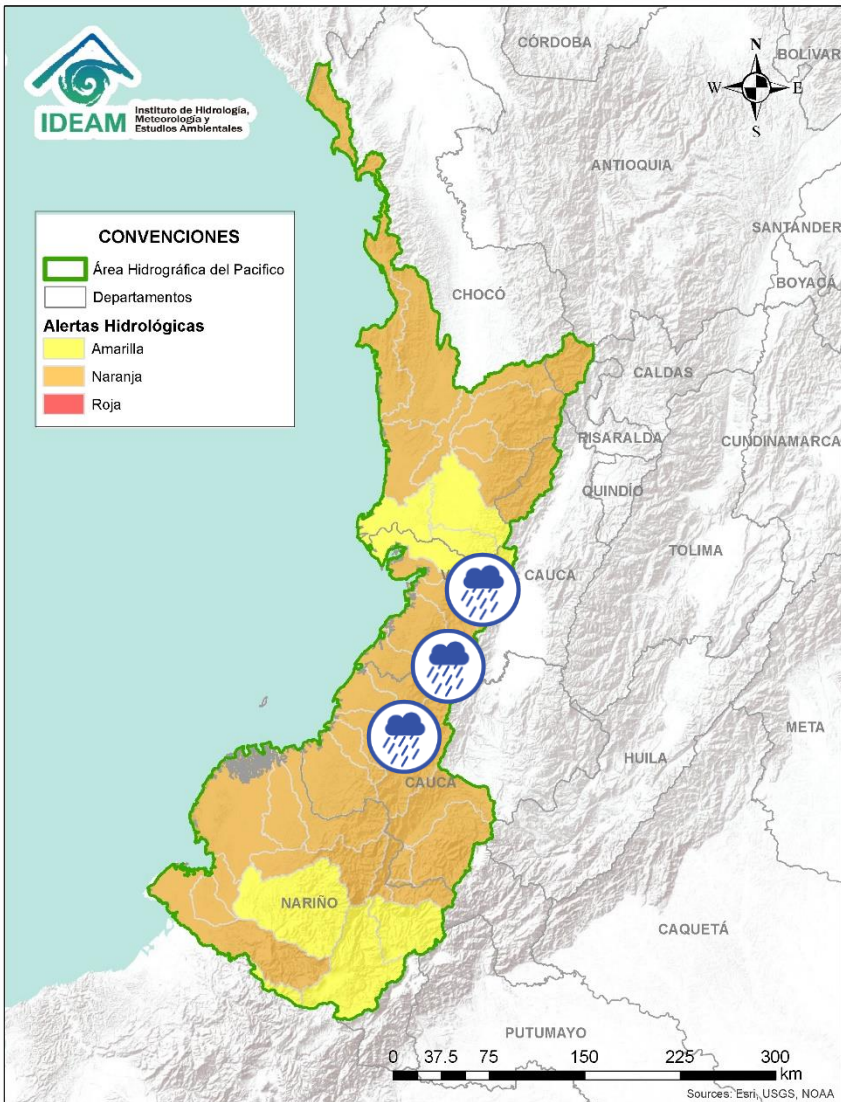 IDEAM
Instituto de Hidrología,
Meteorología y
Estudios Ambientales
CONVENCIONES
Área Hidrográfica del Pacifico
Departamentos
Alertas Hidrológicas
Amarilla
Naranja
Roja
N
W E
S
CÓRDOBA
BOLÍVAR
ANTIOQUIA
SANTANDER
BOYACÁ
CHOCÓ
CALDAS
RISARALDA
CUNDINAMARCA
QUINDÍO
TOLIMA
CAUCA
META
HUILA
CAUCA
NARIÑO
CAQUETÁ
PUTUMAYO
0 37.5 75 150 225 300
km
Sources: Esri, USGS, NOAA